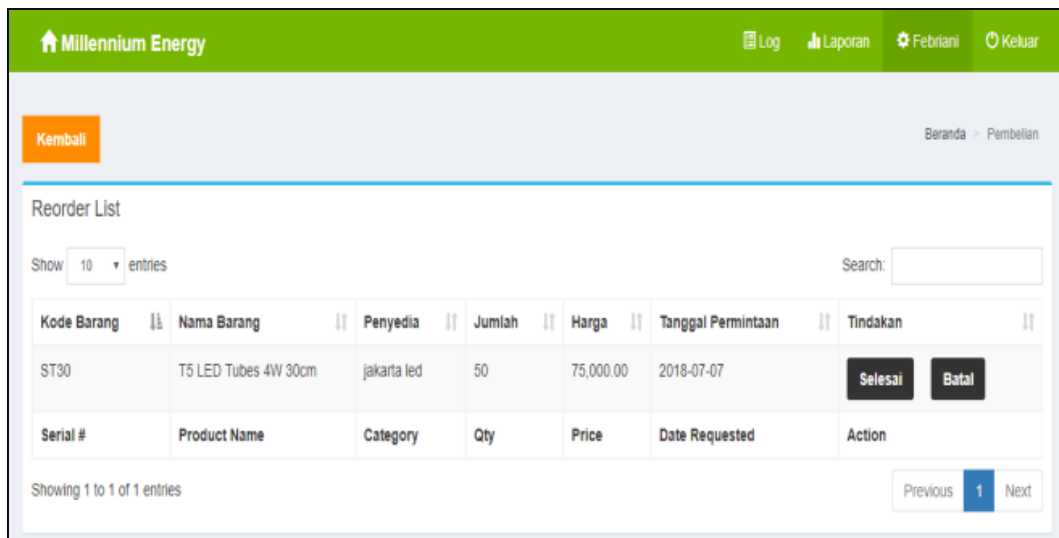 Millennium Energy Log Laporan Febriani Keluar
Kembali Beranda > Pembelian
Reorder List
Show 10 entries Search:
Kode Barang Nama Barang Penyedia Jumlah Harga Tanggal Permintaan Tindakan
ST30 T5 LED Tubes 4W 30cm jakarta led 50 75,000.00 2018-07-07 Selesai Batal
Serial # Product Name Category Qty Price Date Requested Action
Showing 1 to 1 of 1 entries Previous 1 Next